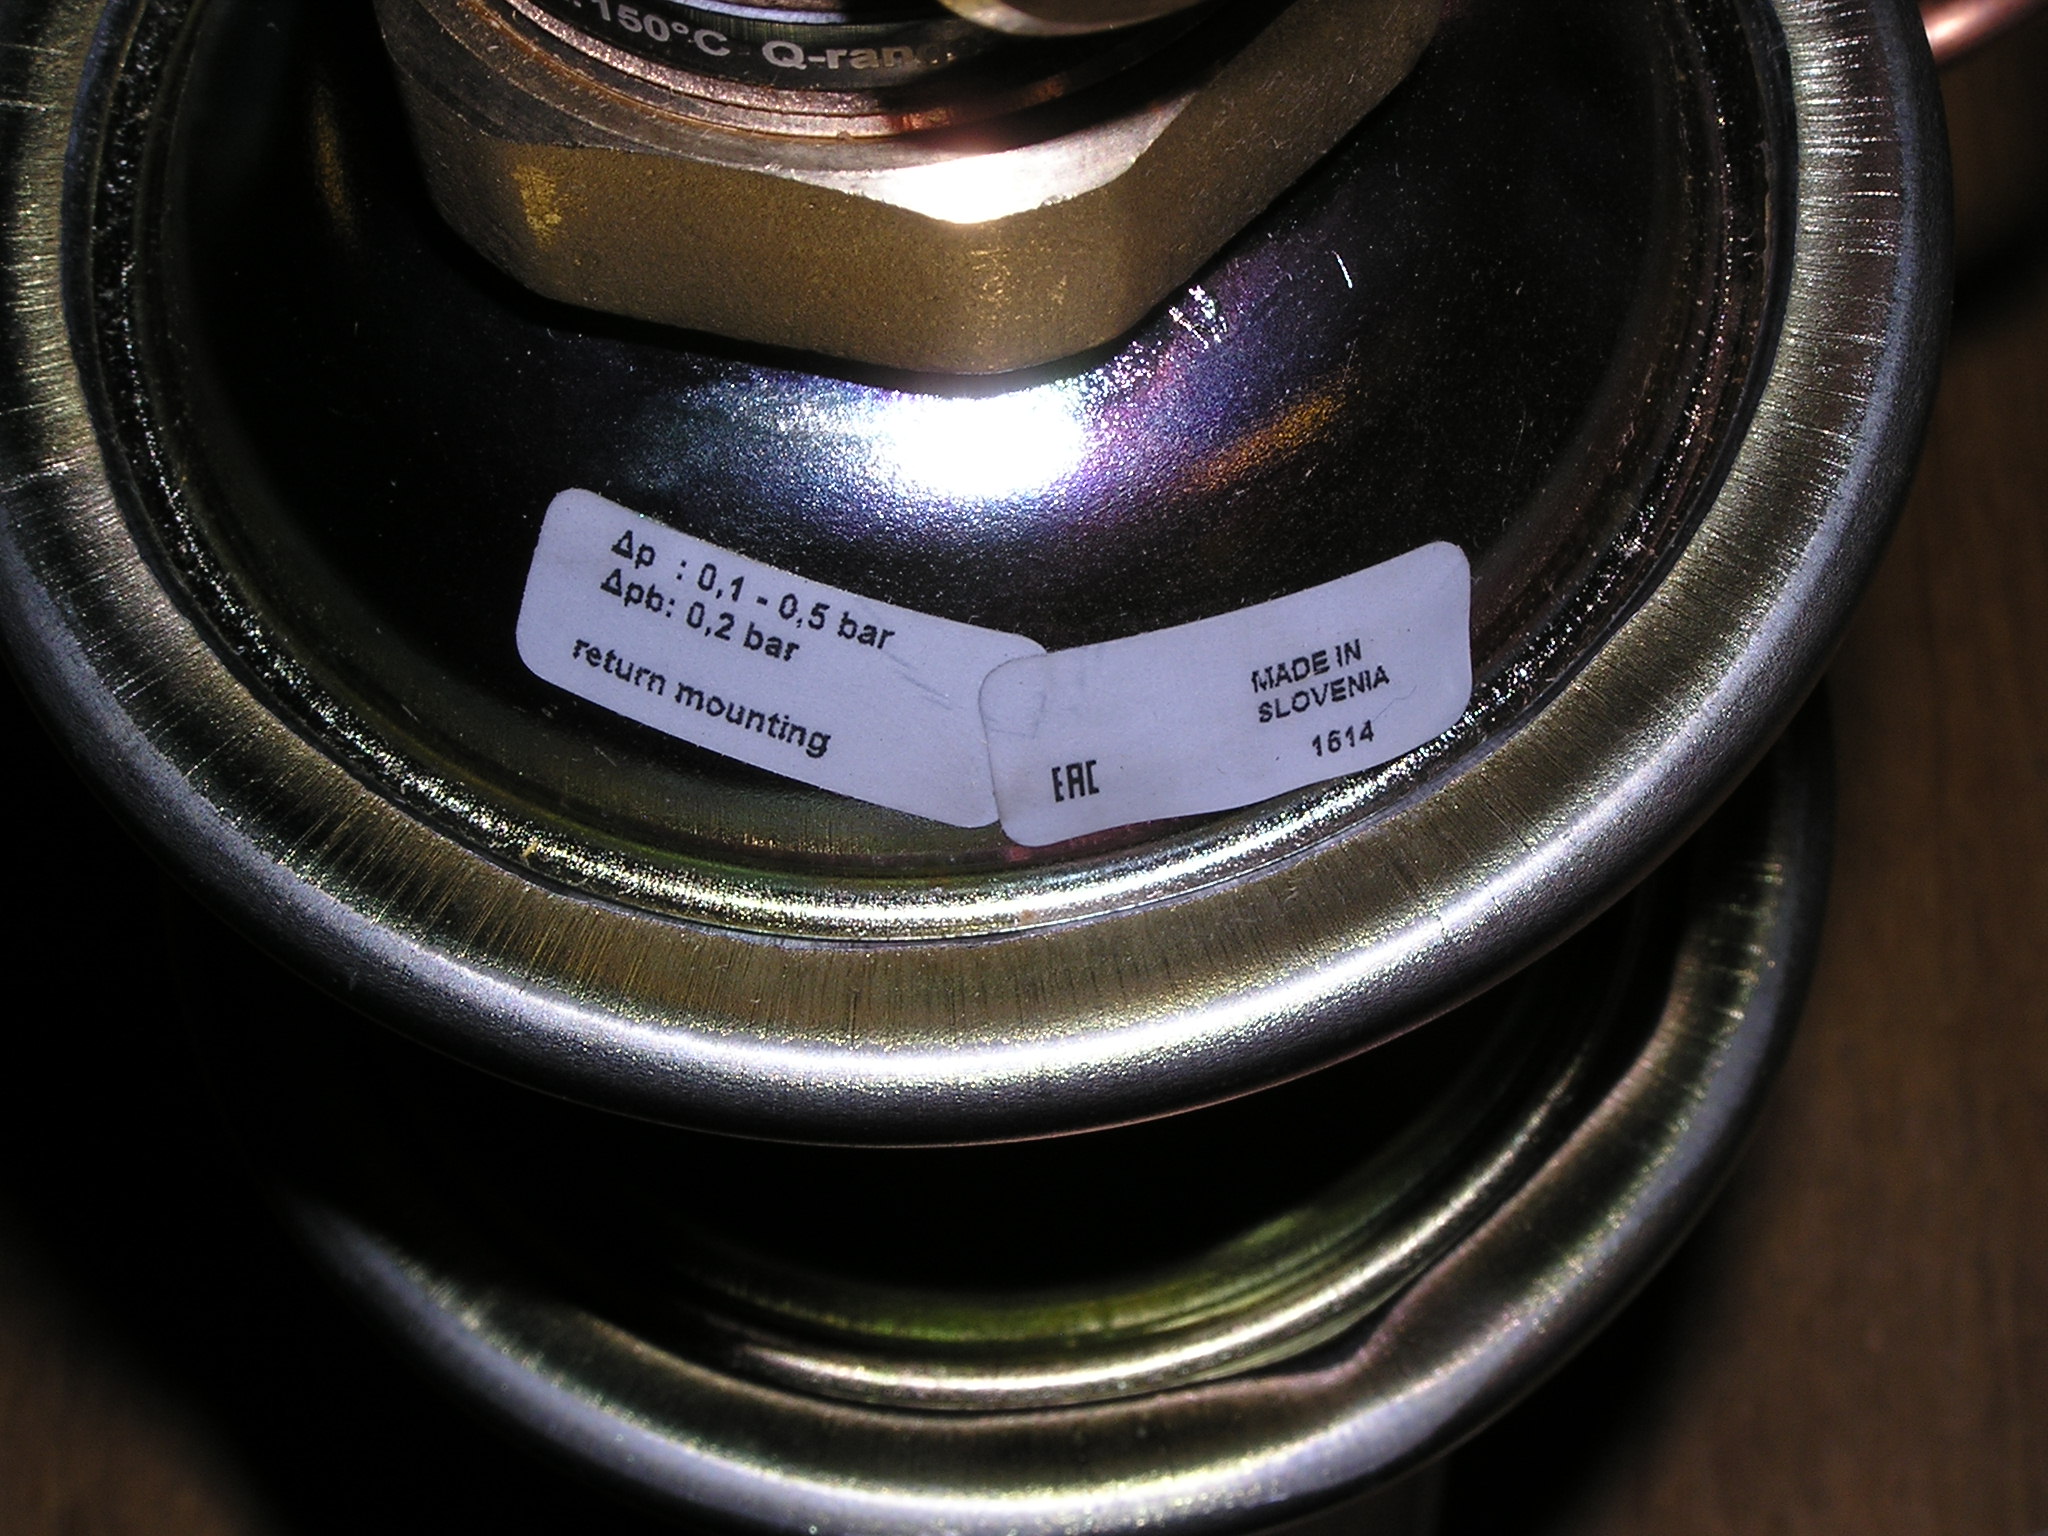 150°C Q-ran
Δp : 0,1 - 0,5 bar
Δpb: 0,2 bar
return mounting
MADE IN
SLOVENIA
1614
EAC